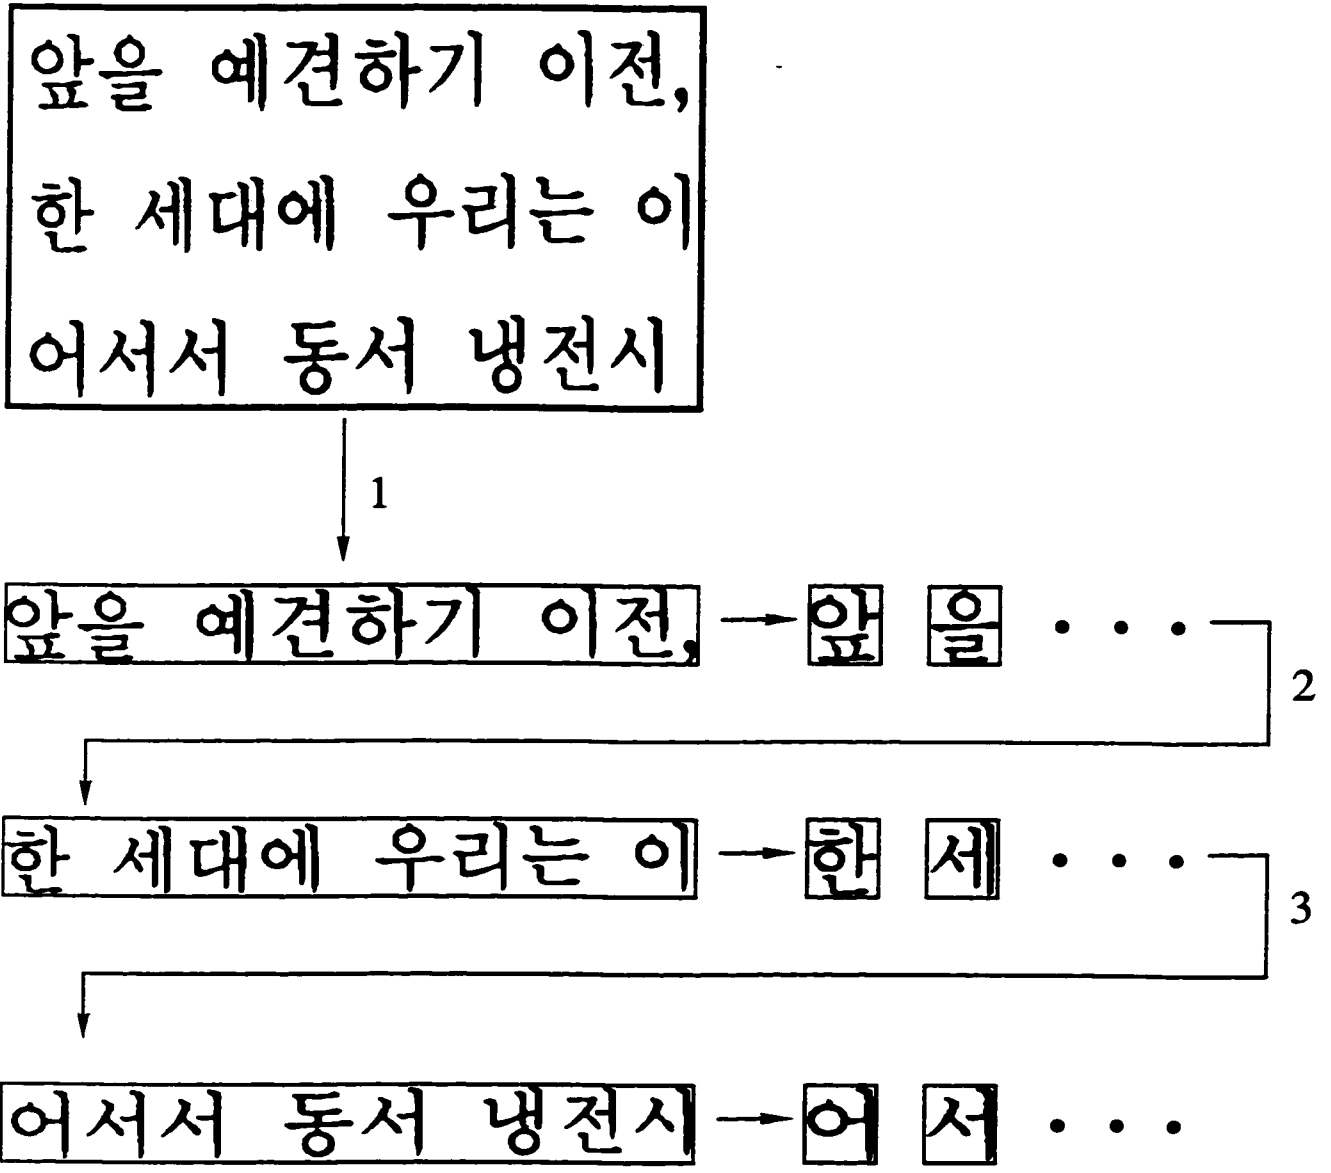 앞을 예견하기 이전,
한 세대에 우리는 이
어서서 동서 냉전시
1
앞을 예견하기 이전, 앞 을 · · ·
2
한 세대에 우리는 이 한 세 · · ·
3
어서서 동서 냉전시 어 서 · · ·